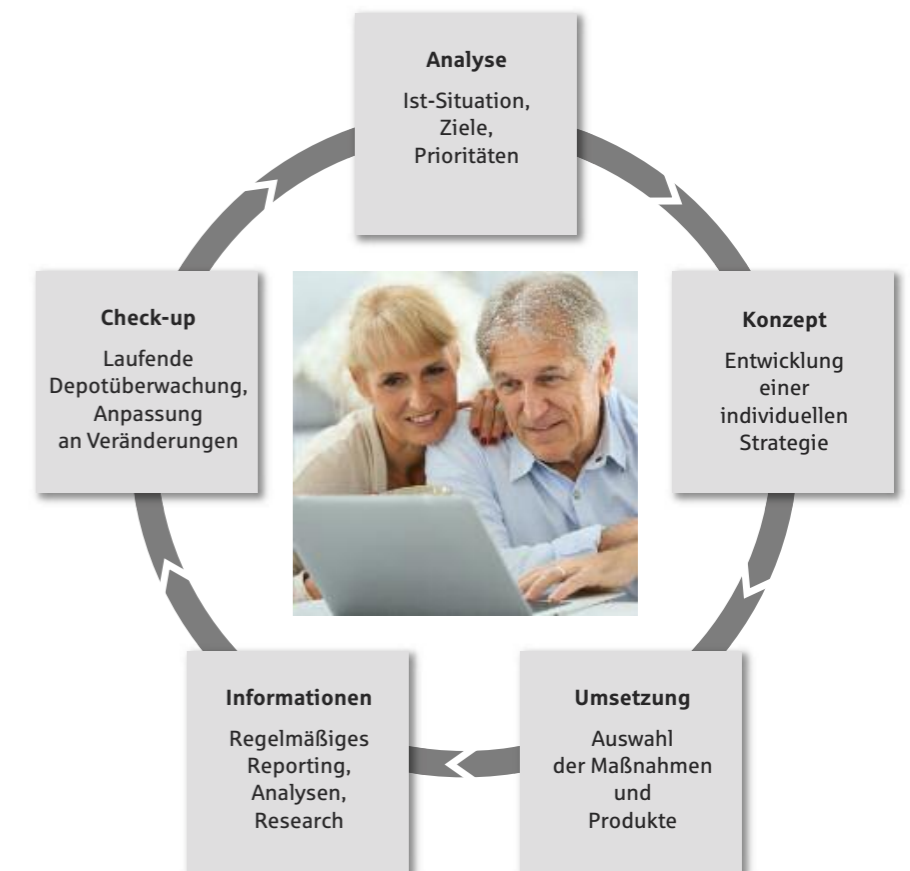 Analyse
Ist-Situation,
Ziele,
Prioritäten
Konzept
Entwicklung
einer
individuellen
Strategie
Umsetzung
Auswahl
der Maßnahmen
und
Produkte
Informationen
Regelmäßiges
Reporting,
Analysen,
Research
Check-up
Laufende
Depotüberwachung,
Anpassung
an Veränderungen